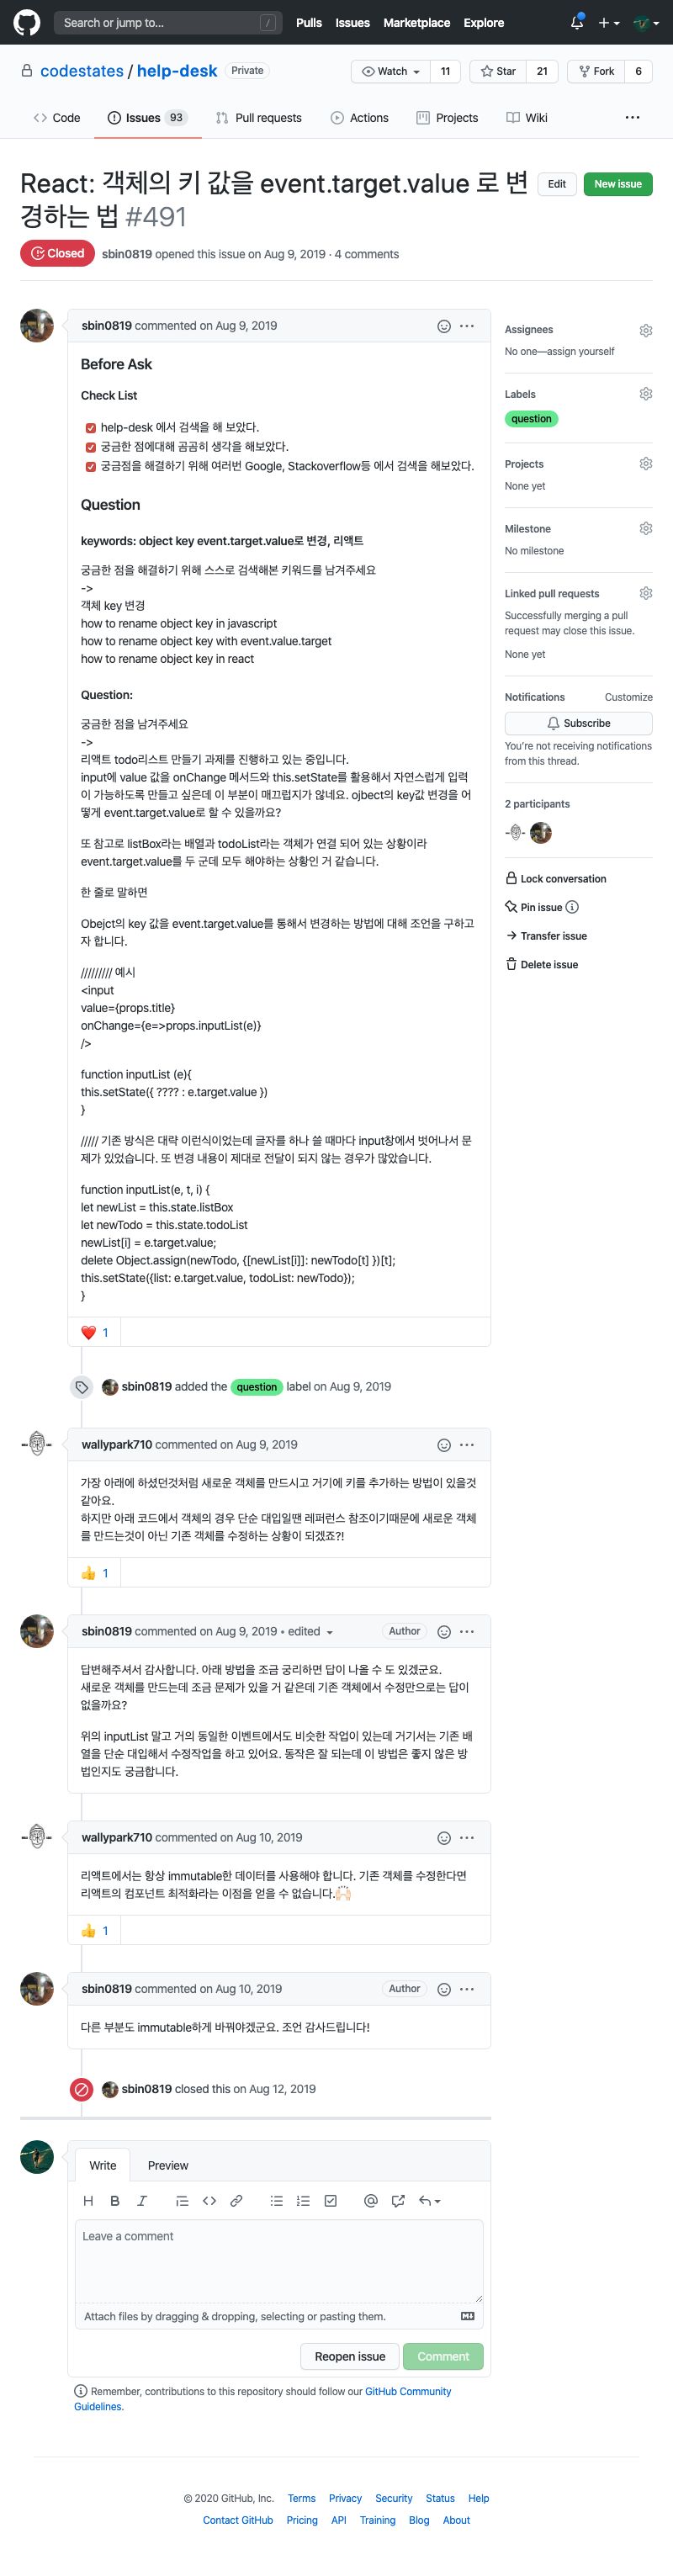 Search or jump to...
/
Pulls Issues Marketplace Explore
codestates / help-desk Private
Watch 11 Star 21 Fork 6
Code Issues 93 Pull requests Actions Projects Wiki
React: 객체의 키 값을 event.target.value 로 변
경하는 법 #491
Edit New issue
Closed sbin0819 opened this issue on Aug 9, 2019 · 4 comments
sbin0819 commented on Aug 9, 2019
Before Ask
Check List
help-desk 에서 검색을 해 보았다.
궁금한 점에대해 곰곰히 생각을 해보았다.
궁금점을 해결하기 위해 여러번 Google, Stackoverflow등 에서 검색을 해보았다.
Question
keywords: object key event.target.value로 변경, 리액트
궁금한 점을 해결하기 위해 스스로 검색해본 키워드를 남겨주세요
->
객체 key 변경
how to rename object key in javascript
how to rename object key with event.value.target
how to rename object key in react
Question:
궁금한 점을 남겨주세요
->
리액트 todo리스트 만들기 과제를 진행하고 있는 중입니다.
input에 value 값을 onChange 메서드와 this.setState를 활용해서 자연스럽게 입력
이 가능하도록 만들고 싶은데 이 부분이 매끄럽지가 않네요. ojbect의 key값 변경을 어
떻게 event.target.value로 할 수 있을까요?
또 참고로 listBox라는 배열과 todoList라는 객체가 연결 되어 있는 상황이라
event.target.value를 두 군데 모두 해야하는 상황인 거 같습니다.
한 줄로 말하면
Obejct의 key 값을 event.target.value를 통해서 변경하는 방법에 대해 조언을 구하고
자 합니다.
///////// 예시
<input
value={props.title}
onChange={e=>props.inputList(e)}
/>
function inputList (e){
this.setState({ ???? : e.target.value })
}
///// 기존 방식은 대략 이런식이었는데 글자를 하나 쓸 때마다 input창에서 벗어나서 문
제가 있었습니다. 또 변경 내용이 제대로 전달이 되지 않는 경우가 많았습니다.
function inputList(e, t, i) {
let newList = this.state.listBox
let newTodo = this.state.todoList
newList[i] = e.target.value;
delete Object.assign(newTodo, {[newList[i]]: newTodo[t] })[t];
this.setState({list: e.target.value, todoList: newTodo});
}
1
Assignees
No one—assign yourself
Labels
question
Projects
None yet
Milestone
No milestone
Linked pull requests
Successfully merging a pull
request may close this issue.
None yet
Notifications Customize
Subscribe
You're not receiving notifications
from this thread.
2 participants
Lock conversation
Pin issue
Transfer issue
Delete issue
sbin0819 added the question label on Aug 9, 2019
wallypark710 commented on Aug 9, 2019
가장 아래에 하셨던것처럼 새로운 객체를 만드시고 거기에 키를 추가하는 방법이 있을것
같아요.
하지만 아래 코드에서 객체의 경우 단순 대입일땐 레퍼런스 참조이기때문에 새로운 객체
를 만드는것이 아닌 기존 객체를 수정하는 상황이 되겠죠?!
1
sbin0819 commented on Aug 9, 2019 • edited Author
답변해주셔서 감사합니다. 아래 방법을 조금 궁리하면 답이 나올 수 도 있겠군요.
새로운 객체를 만드는데 조금 문제가 있을 거 같은데 기존 객체에서 수정만으로는 답이
없을까요?
위의 inputList 말고 거의 동일한 이벤트에서도 비슷한 작업이 있는데 거기서는 기존 배
열을 단순 대입해서 수정작업을 하고 있어요. 동작은 잘 되는데 이 방법은 좋지 않은 방
법인지도 궁금합니다.
wallypark710 commented on Aug 10, 2019
리액트에서는 항상 immutable한 데이터를 사용해야 합니다. 기존 객체를 수정한다면
리액트의 컴포넌트 최적화라는 이점을 얻을 수 없습니다.🙌🏻
1
sbin0819 commented on Aug 10, 2019 Author
다른 부분도 immutable하게 바꿔야겠군요. 조언 감사드립니다!
sbin0819 closed this on Aug 12, 2019
Write Preview
Leave a comment
Attach files by dragging & dropping, selecting or pasting them.
Reopen issue Comment
Remember, contributions to this repository should follow our GitHub Community
Guidelines.
© 2020 GitHub, Inc. Terms Privacy Security Status Help
Contact GitHub Pricing API Training Blog About